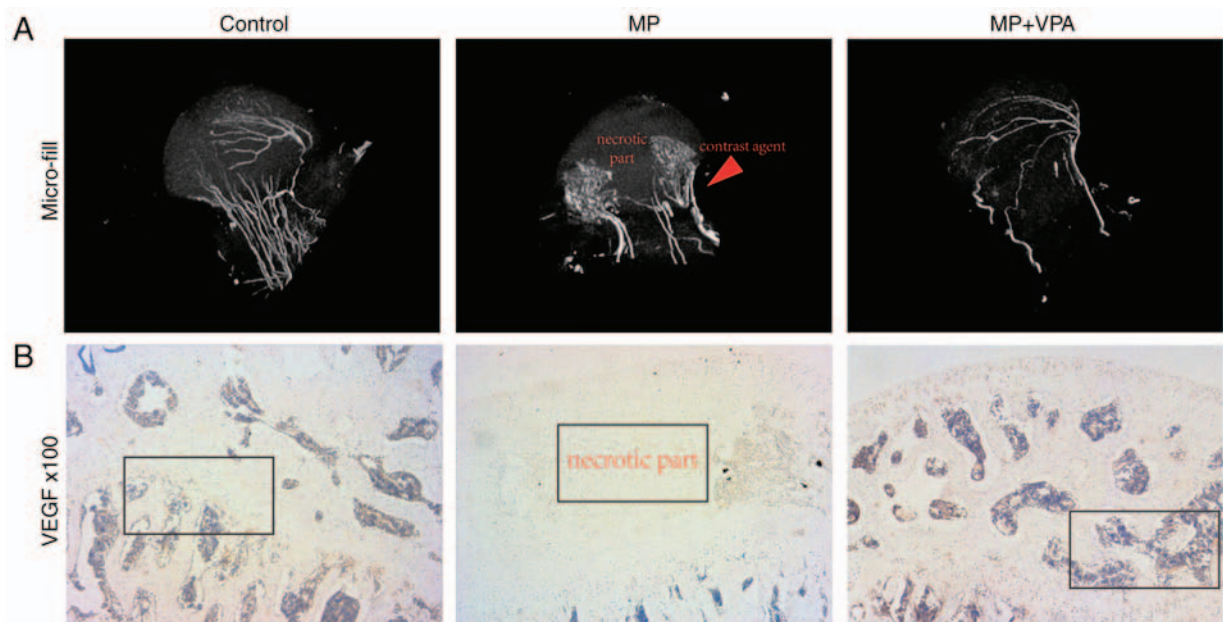 A
Control
MP
MP+VPA
Micro-fill
necrotic
part
contrast agent
B
VEGF x100
necrotic part